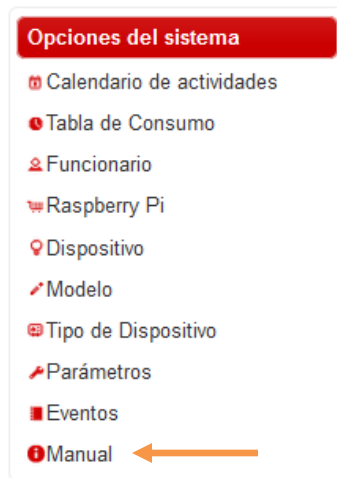 Opciones del sistema
Calendario de actividades
Tabla de Consumo
Funcionario
Raspberry Pi
Dispositivo
Modelo
Tipo de Dispositivo
Parámetros
Eventos
Manual